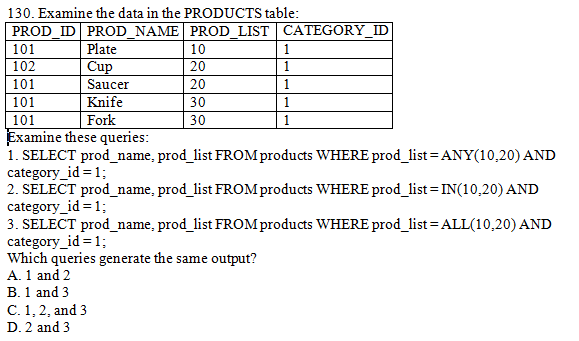 130. Examine the data in the PRODUCTS table:
PROD_ID PROD_NAME PROD_LIST CATEGORY_ID
101 Plate 10 1
102 Cup 20 1
101 Saucer 20 1
101 Knife 30 1
101 Fork 30 1
Examine these queries:
1. SELECT prod_name, prod_list FROM products WHERE prod_list = ANY(10,20) AND
category_id = 1;
2. SELECT prod_name, prod_list FROM products WHERE prod_list = IN(10,20) AND
category_id = 1;
3. SELECT prod_name, prod_list FROM products WHERE prod_list = ALL(10,20) AND
category_id = 1;
Which queries generate the same output?
A. 1 and 2
B. 1 and 3
C. 1, 2, and 3
D. 2 and 3